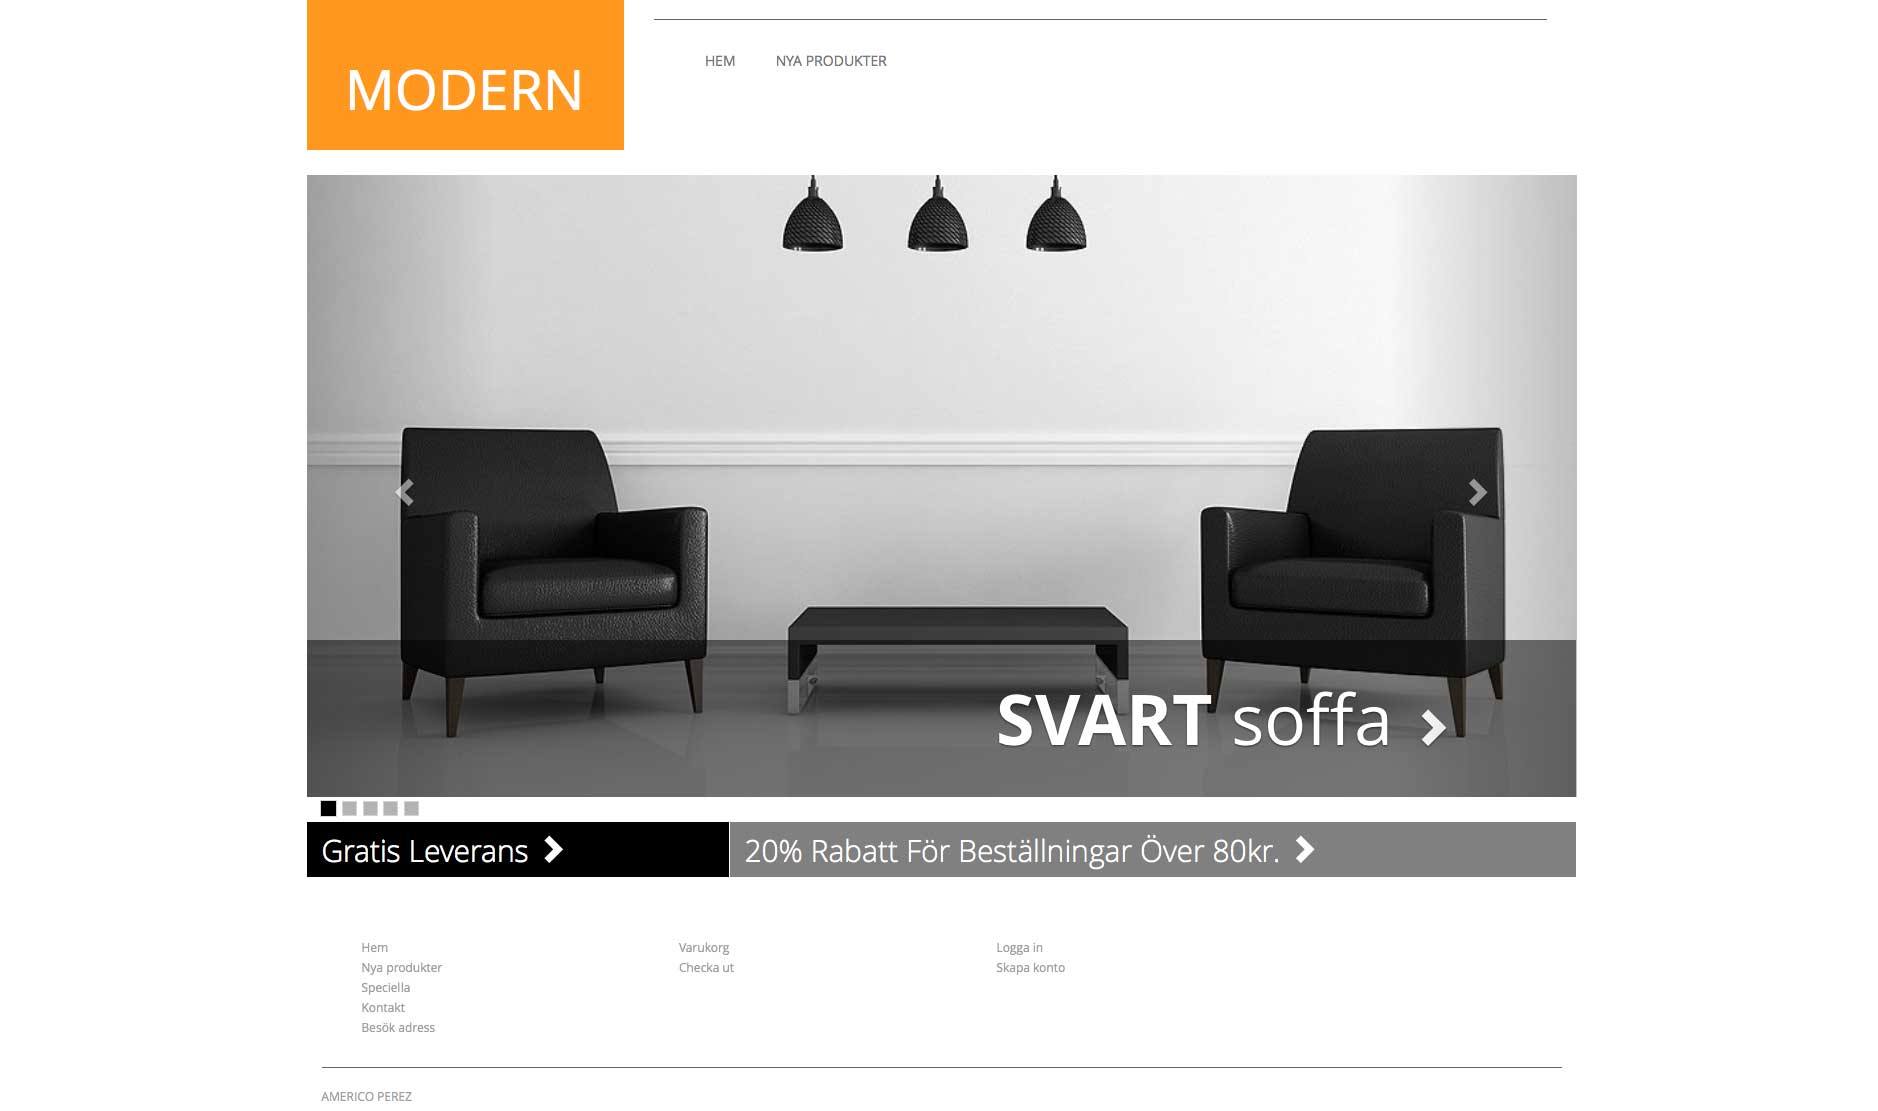 MODERN
HEM NYA PRODUKTER
SVART soffa
Gratis Leverans
20% Rabatt För Beställningar Över 80kr.
Hem
Nya produkter
Speciella
Kontakt
Besök adress
Varukorg
Checka ut
Logga in
Skapa konto
AMERICO PEREZ